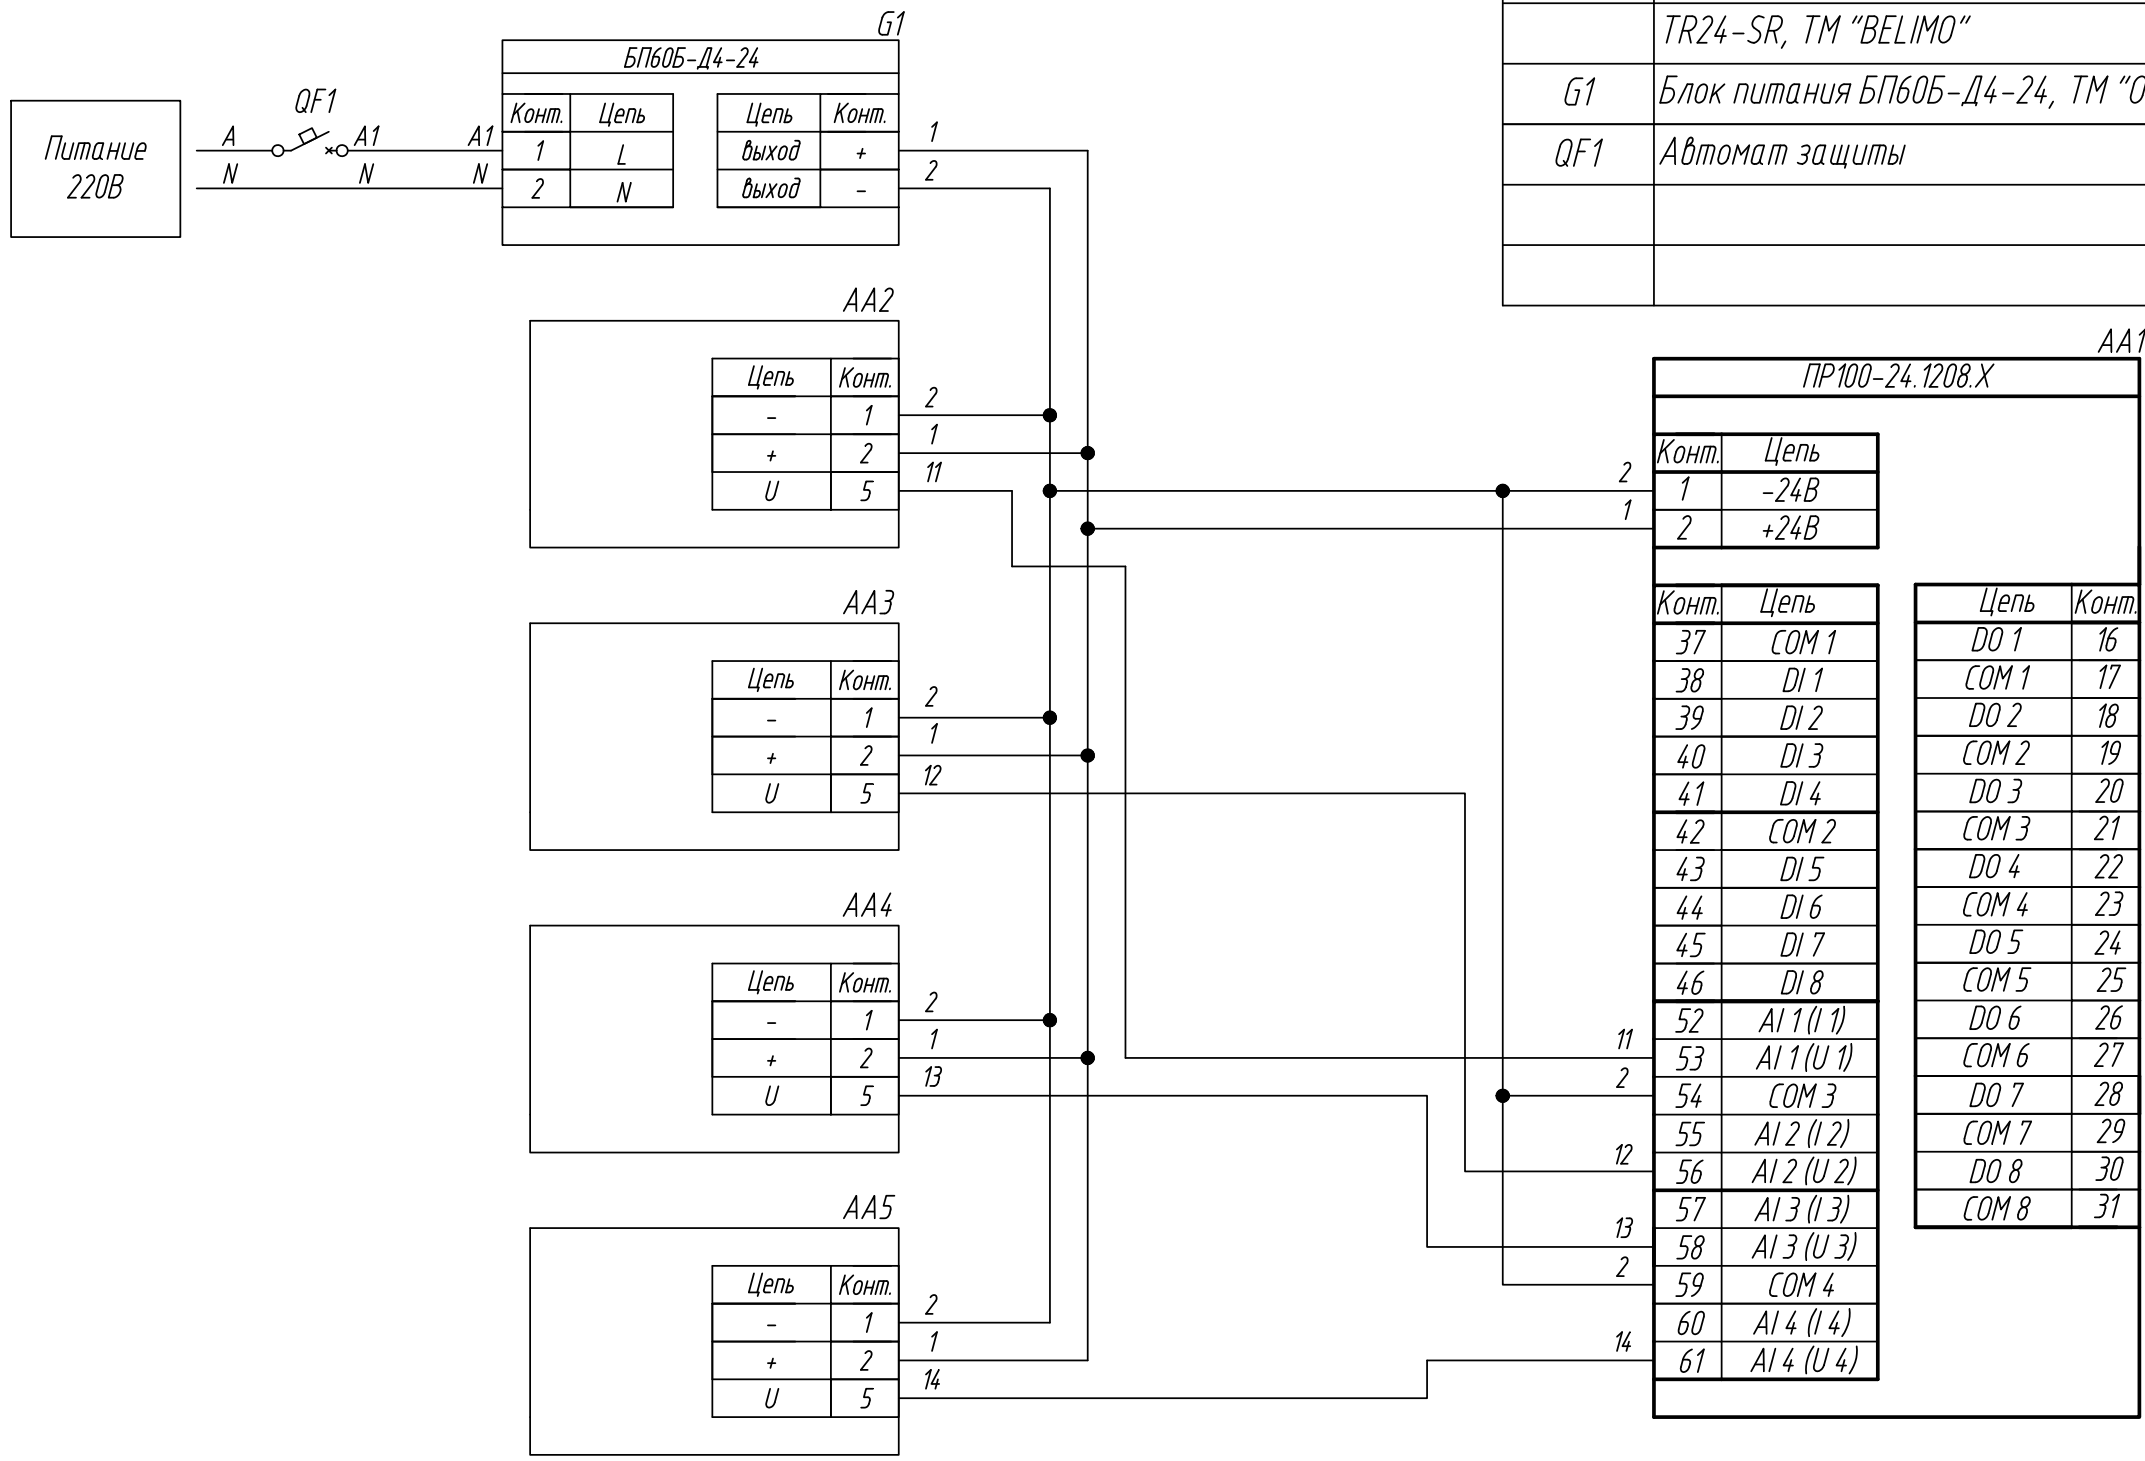 G1
БП60Б-Д4-24
Питание
220В
QF1
A
A1
A1
N
N
N
Конт. Цепь
1 L
2 N
Цепь Конт.
выход +
выход -
1
2
TR24-SR, ТМ "BELIMO"
G1 Блок питания БП60Б-Д4-24, ТМ "О
QF1 Автомат защиты
AA2
Цепь Конт.
- 1
+ 2
U 5
2
1
11
AA3
Цепь Конт.
- 1
+ 2
U 5
2
1
12
AA4
Цепь Конт.
- 1
+ 2
U 5
2
1
13
AA5
Цепь Конт.
- 1
+ 2
U 5
2
1
14
AA1
ПР100-24.1208.X
Конт. Цепь
2 1 -24В
1 2 +24В
Конт. Цепь
37 COM 1
38 DI 1
39 DI 2
40 DI 3
41 DI 4
42 COM 2
43 DI 5
44 DI 6
45 DI 7
46 DI 8
52 AI 1 (I 1)
11 53 AI 1 (U 1)
2 54 COM 3
55 AI 2 (I 2)
12 56 AI 2 (U 2)
57 AI 3 (I 3)
13 58 AI 3 (U 3)
2 59 COM 4
60 AI 4 (I 4)
14 61 AI 4 (U 4)
Цепь Конт.
DO 1 16
COM 1 17
DO 2 18
COM 2 19
DO 3 20
COM 3 21
DO 4 22
COM 4 23
DO 5 24
COM 5 25
DO 6 26
COM 6 27
DO 7 28
COM 7 29
DO 8 30
COM 8 31